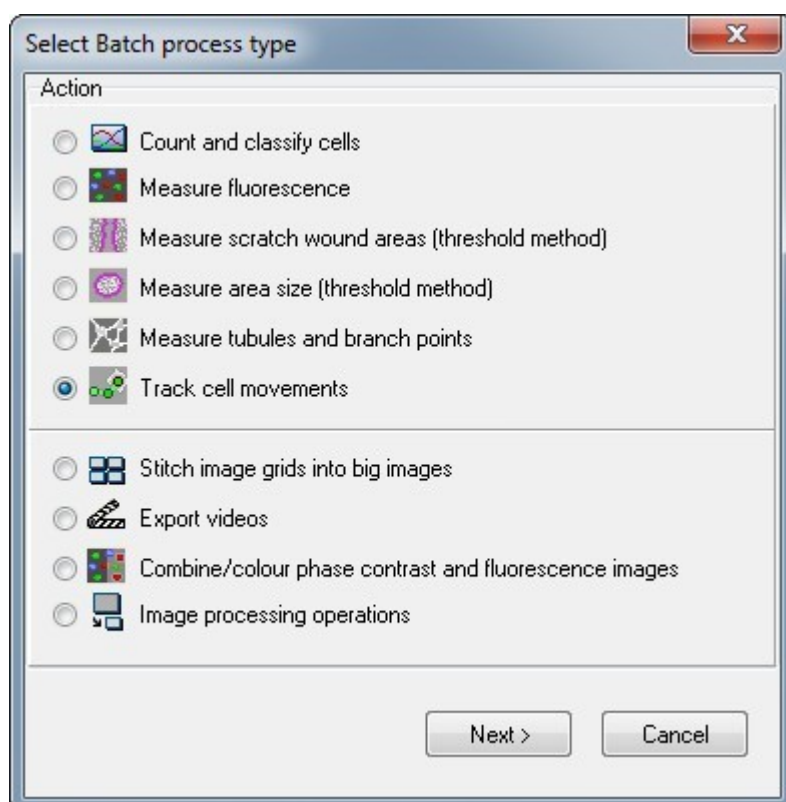 Select Batch process type
Action
Count and classify cells
Measure fluorescence
Measure scratch wound areas (threshold method)
Measure area size (threshold method)
Measure tubules and branch points
Track cell movements
Stitch image grids into big images
Export videos
Combine/colour phase contrast and fluorescence images
Image processing operations
Next > Cancel